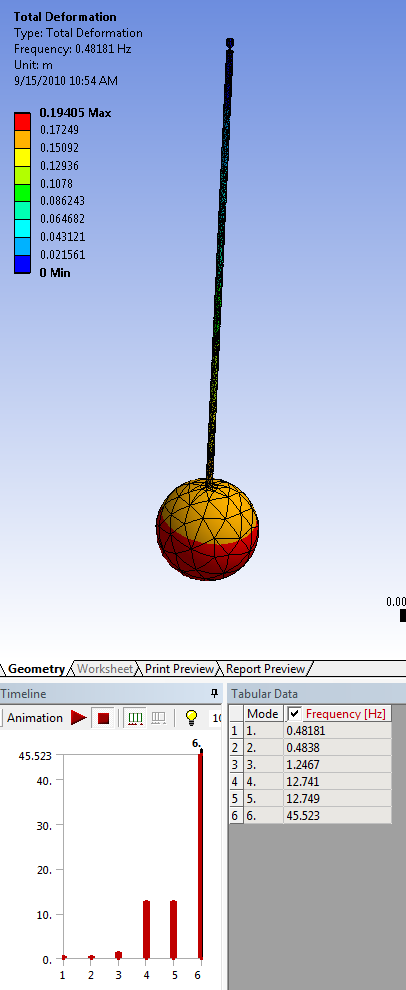 Total Deformation
Type: Total Deformation
Frequency: 0.48181 Hz
Unit: m
9/15/2010 10:54 AM
0.19405 Max
0.17249
0.15092
0.12936
0.1078
0.086243
0.064682
0.043121
0.021561
0 Min
0.00
Geometry Worksheet Print Preview Report Preview
Timeline
Animation 10
45.523
40.
30.
20.
10.
0.
6.
1 2 3 4 5 6
Tabular Data
Mode Frequency [Hz]
1 1. 0.48181
2 2. 0.4838
3 3. 1.2467
4 4. 12.741
5 5. 12.749
6 6. 45.523